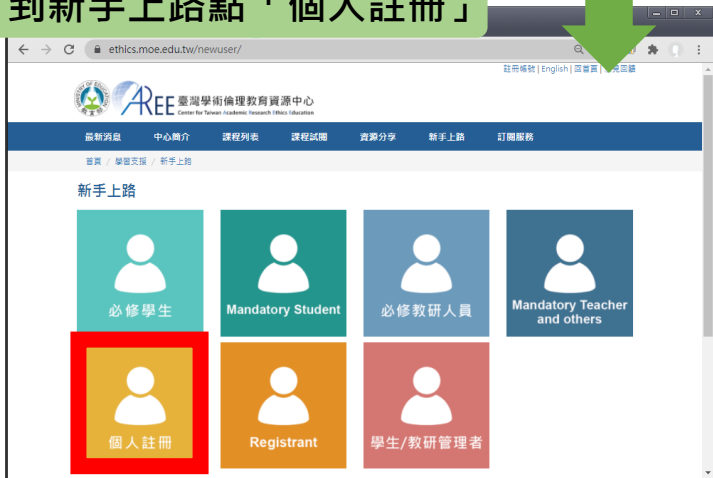 到新手上路點「個人註冊」
ethics.moe.edu.tw/newuser/
註冊帳號 | English | 回首頁 | 意見回饋
AREE 臺灣學術倫理教育資源中心
Center for Taiwan Academic Research Ethics Education
最新消息 中心簡介 課程列表 課程試閱 資源分享 新手上路 訂閱服務
首頁 / 學習支援 / 新手上路
新手上路
必修學生 Mandatory Student 必修教研人員 Mandatory Teacher
and others
個人註冊 Registrant 學生/教研管理者